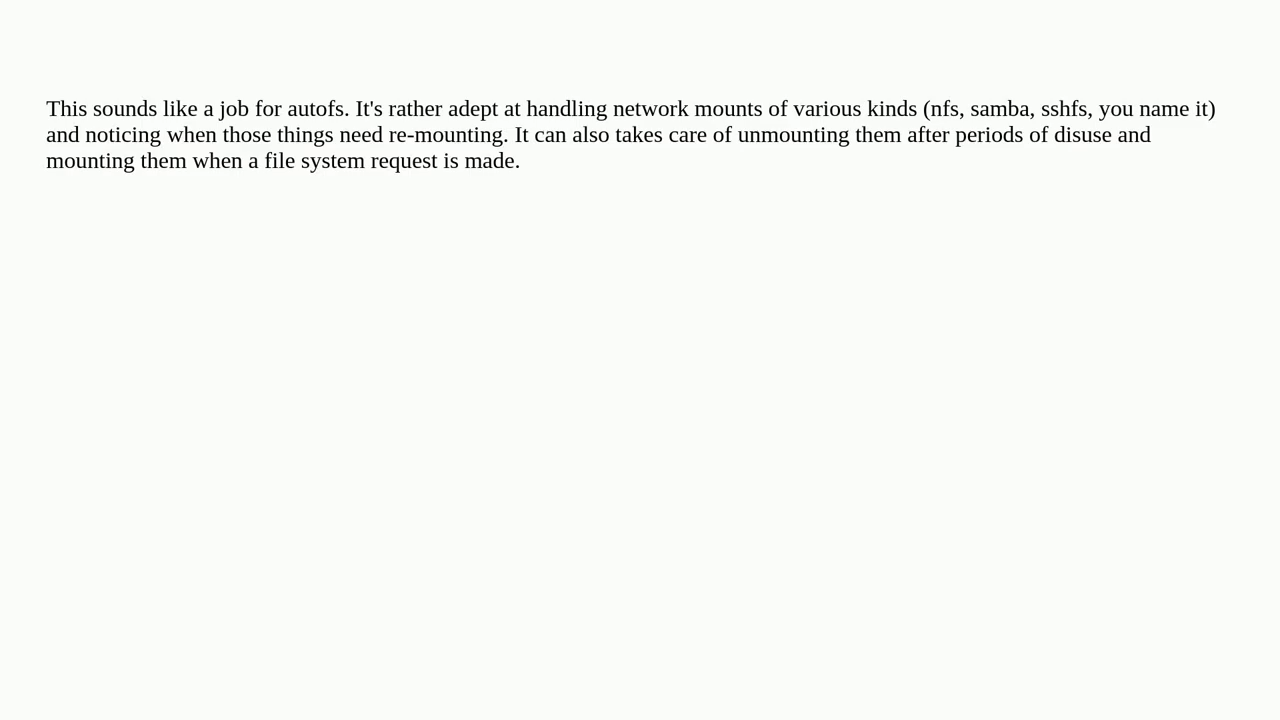 This sounds like a job for autofs. It's rather adept at handling network mounts of various kinds (nfs, samba, sshfs, you name it)
and noticing when those things need re-mounting. It can also takes care of unmounting them after periods of disuse and
mounting them when a file system request is made.